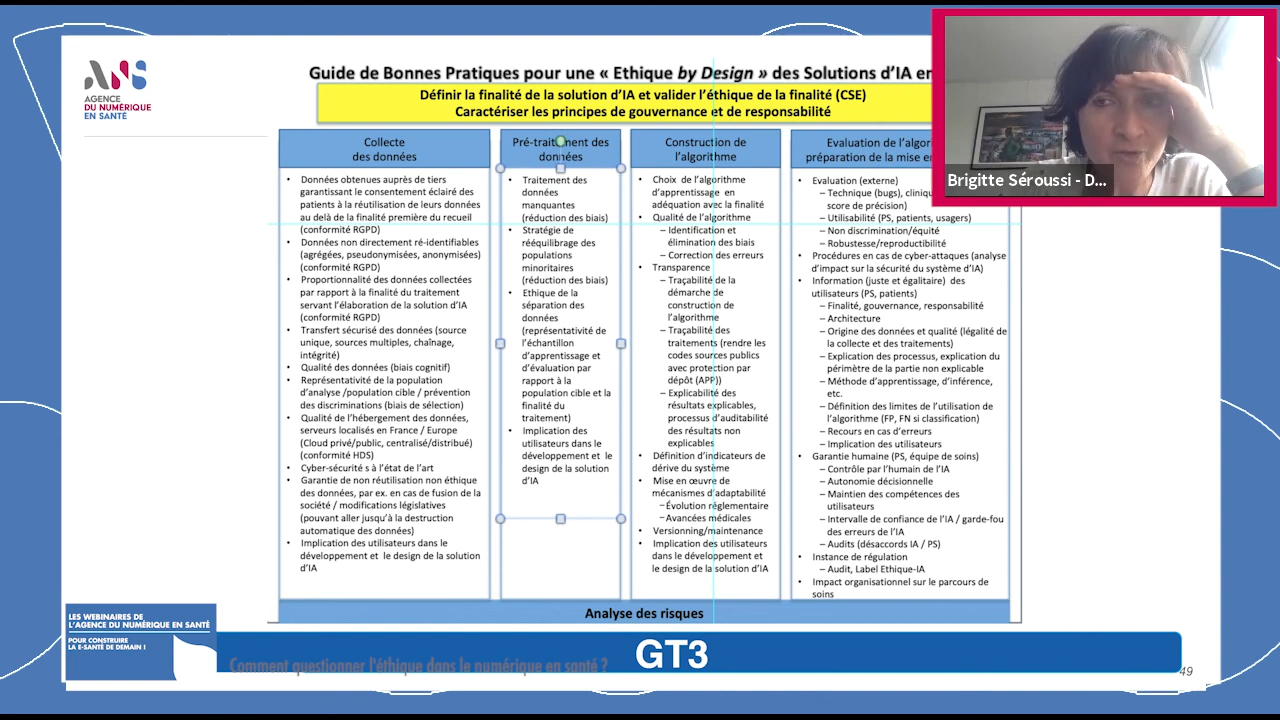 ANS
AGENCE
DU NUMÉRIQUE
EN SANTÉ
Guide de Bonnes Pratiques pour une « Ethique by Design » des Solutions d’IA en
Définir la finalité de la solution d’IA et valider l’éthique de la finalité (CSE)
Caractériser les principes de gouvernance et de responsabilité
Collecte
des données
• Données obtenues auprès de tiers
garantissant le consentement éclairé des
patients à la réutilisation de leurs données
au delà de la finalité première du recueil
(conformité RGPD)
• Données non directement ré-identifiables
(agrégées, pseudonymisées, anonymisées)
(conformité RGPD)
• Proportionnalité des données collectées
par rapport à la finalité du traitement
servant l’élaboration de la solution d’IA
(conformité RGPD)
• Transfert sécurisé des données (source
unique, sources multiples, chaînage,
intégrité)
• Qualité des données (biais cognitif)
• Représentativité de la population
d’analyse /population cible / prévention
des discriminations (biais de sélection)
• Qualité de l’hébergement des données,
serveurs localisés en France / Europe
(Cloud privé/public, centralisé/distribué)
(conformité HDS)
• Cyber-sécurité s à l’état de l’art
• Garantie de non réutilisation non éthique
des données, par ex. en cas de fusion de la
société / modifications législatives
(pouvant aller jusqu’à la destruction
automatique des données)
• Implication des utilisateurs dans le
développement et le design de la solution
d’IA
Pré-traitement des
données
• Traitement des
données
manquantes
(réduction des biais)
• Stratégie de
rééquilibrage des
populations
minoritaires
(réduction des biais)
• Ethique de la
séparation des
données
(représentativité de
l’échantillon
d’apprentissage et
d’évaluation par
rapport à la
population cible et la
finalité du
traitement)
• Implication des
utilisateurs dans le
développement et le
design de la solution
d’IA
Construction de
l’algorithme
• Choix de l’algorithme
d’apprentissage en
adéquation avec la finalité
• Qualité de l’algorithme
– Identification et
élimination des biais
– Correction des erreurs
• Transparence
– Traçabilité de la
démarche de
construction de
l’algorithme
– Traçabilité des
traitements (rendre les
codes sources publics
avec protection par
dépôt (APP))
– Explicabilité des
résultats explicables,
processus d’auditabilité
des résultats non
explicables
• Définition d’indicateurs de
dérive du système
• Mise en œuvre de
mécanismes d’adaptabilité
–Évolution réglementaire
–Avancées médicales
• Versionning/maintenance
• Implication des utilisateurs
dans le développement et
le design de la solution d’IA
Evaluation de l’algori
préparation de la mise en
• Evaluation (externe)
– Technique (bugs), cliniqu
score de précision)
– Utilisabilité (PS, patients, usagers)
– Non discrimination/équité
– Robustesse/reproductibilité
• Procédures en cas de cyber-attaques (analyse
d’impact sur la sécurité du système d’IA)
• Information (juste et égalitaire) des
utilisateurs (PS, patients)
– Finalité, gouvernance, responsabilité
– Architecture
– Origine des données et qualité (légalité de
la collecte et des traitements)
– Explication des processus, explication du
périmètre de la partie non explicable
– Méthode d’apprentissage, d’inférence,
etc.
– Définition des limites de l’utilisation de
l’algorithme (FP, FN si classification)
– Recours en cas d’erreurs
– Implication des utilisateurs
• Garantie humaine (PS, équipe de soins)
– Contrôle par l’humain de l’IA
– Autonomie décisionnelle
– Maintien des compétences des
utilisateurs
– Intervalle de confiance de l’IA / garde-fou
des erreurs de l’IA
– Audits (désaccords IA / PS)
• Instance de régulation
– Audit, Label Ethique-IA
• Impact organisationnel sur le parcours de
soins
Analyse des risques
Brigitte Séroussi - D...
LES WEBINAIRES DE
L’AGENCE DU NUMÉRIQUE EN SANTÉ
POUR CONSTRUIRE
LA E-SANTÉ DE DEMAIN !
GT3
Comment questionner l'éthique dans le numérique en santé ?
49